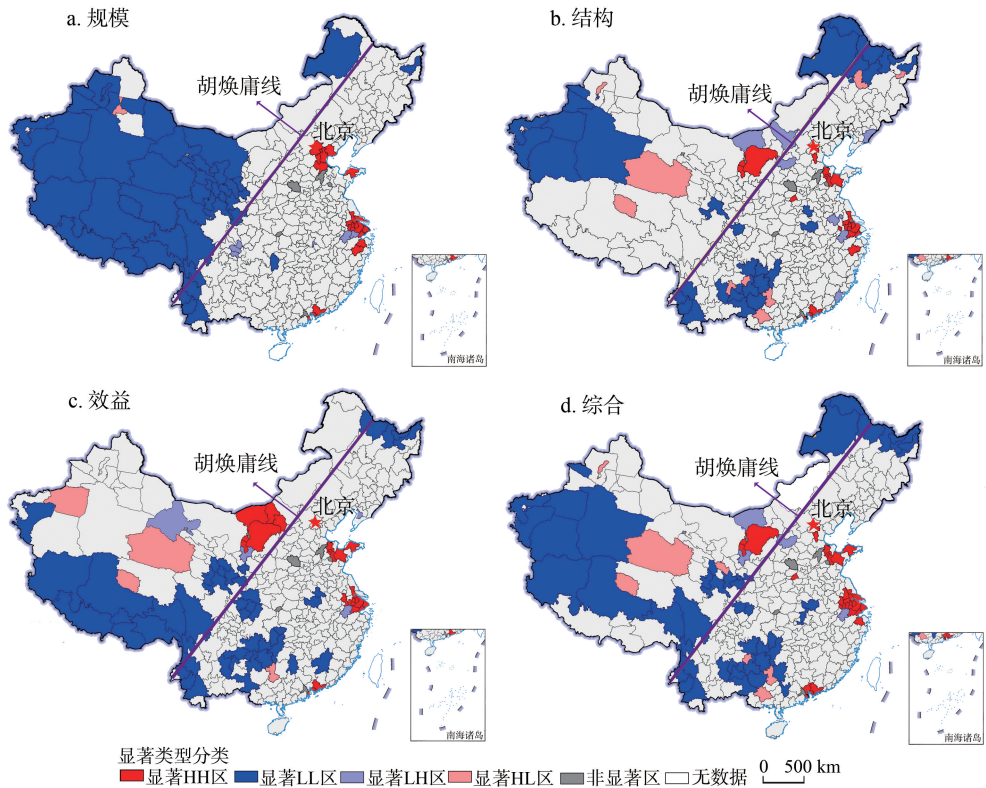 a. 规模
胡焕庸线
北京
南海诸岛
b. 结构
胡焕庸线
北京
南海诸岛
c. 效益
胡焕庸线
北京
南海诸岛
d. 综合
胡焕庸线
北京
南海诸岛
显著类型分类
显著HH区 显著LL区 显著LH区 显著HL区 非显著区 无数据 0 500 km